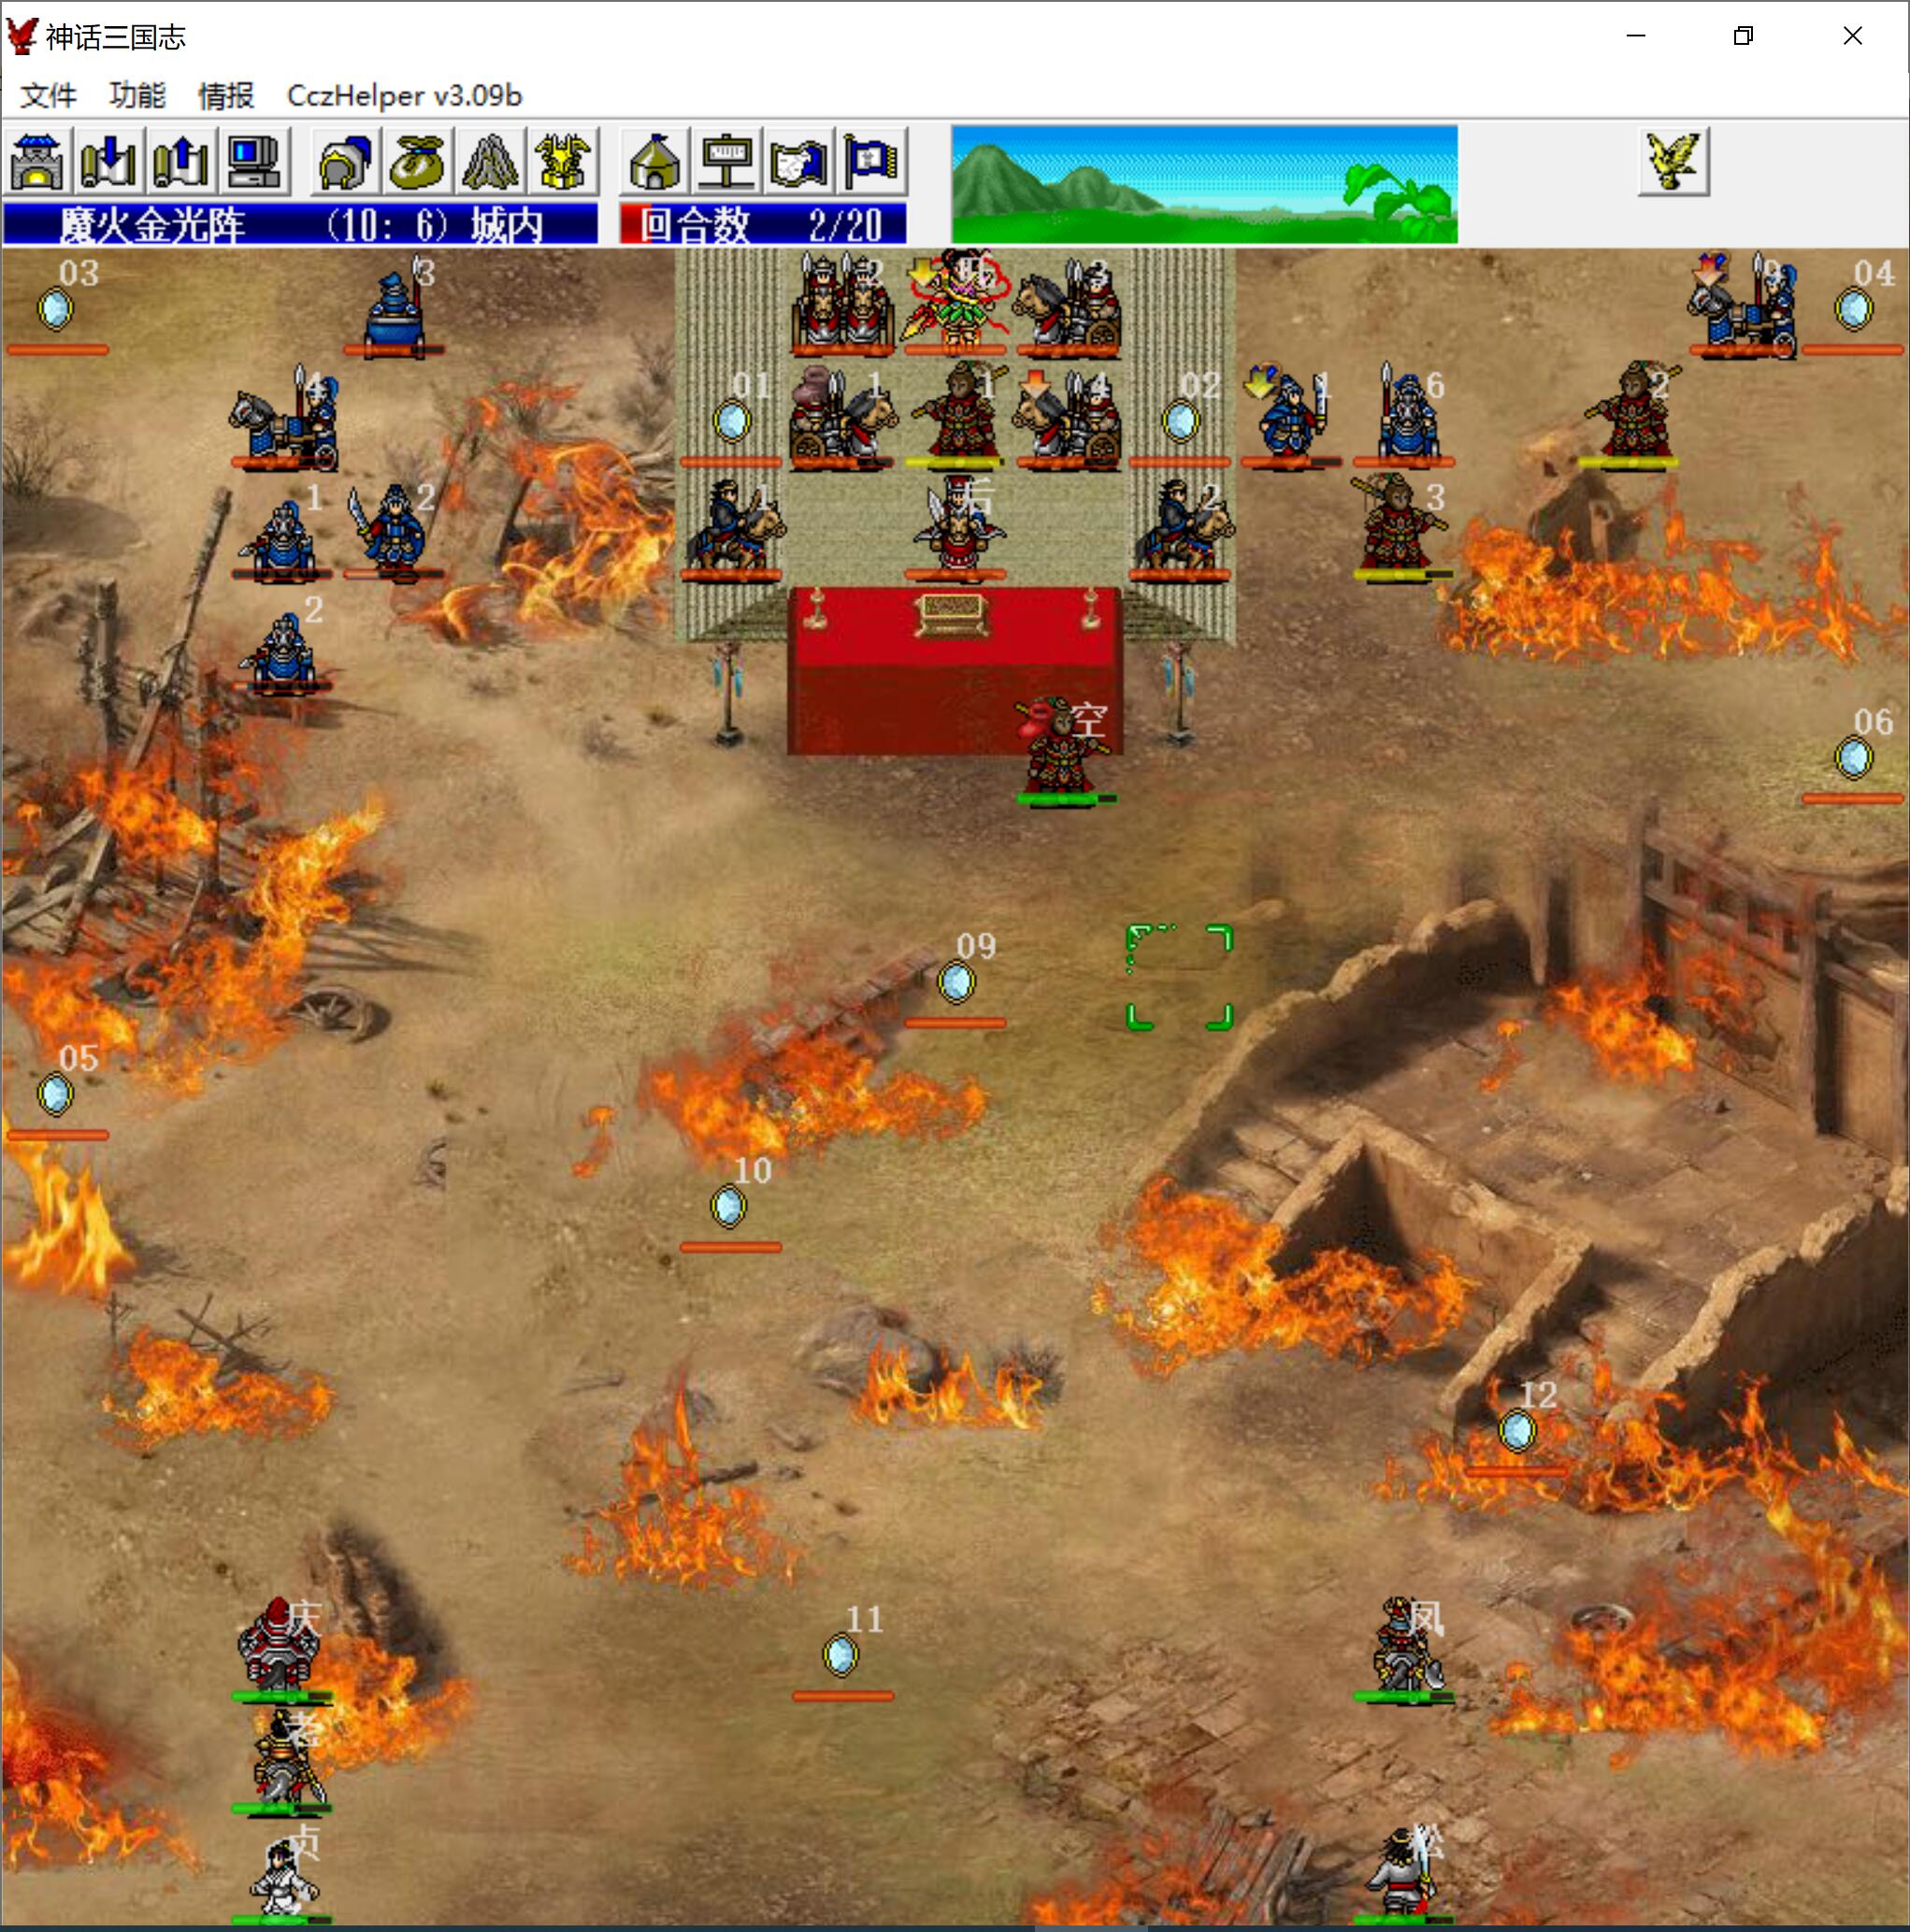 神话三国志
文件 功能 情报 CczHelper v3.09b
魔火金光阵 (10: 6) 城内 回合数 2/20
03 3 2 3 04
4 01 1 1 4 02 1 6 2
1 2 1 后 2 3
2
空 06
09
05
10
12
庆 11 凤
老
贞 松